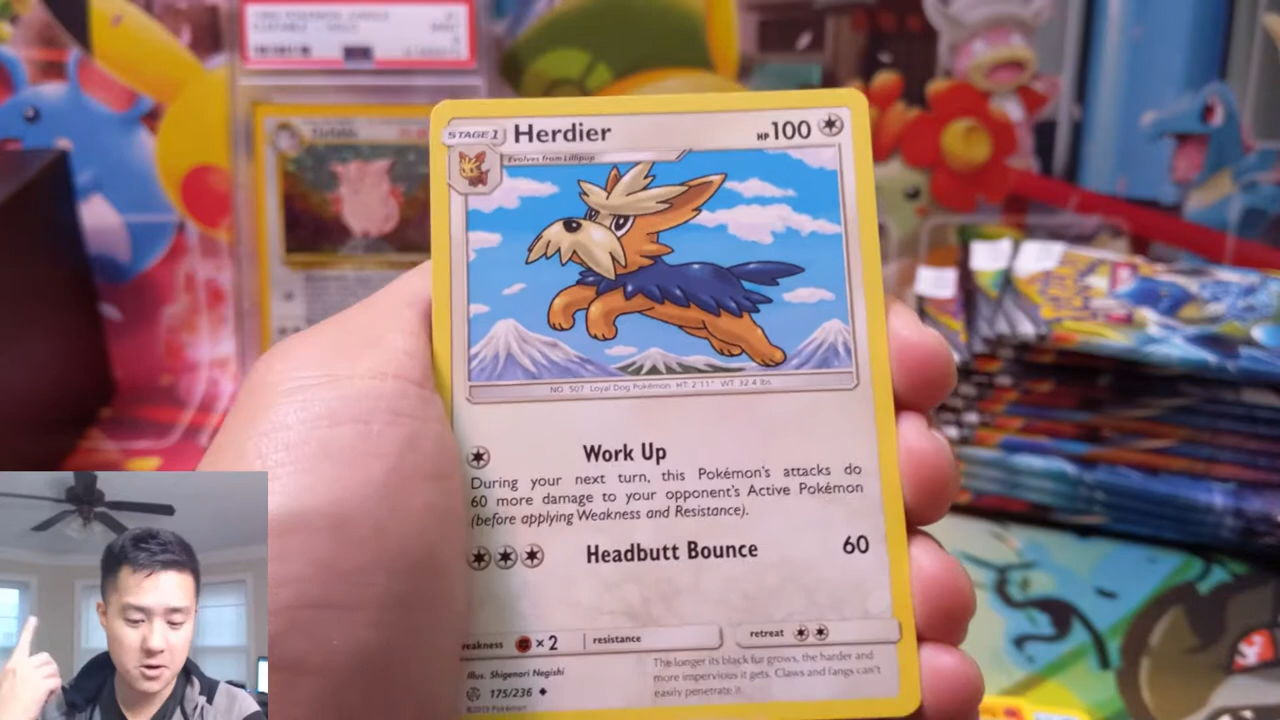 STAGE 1
Herdier
HP 100
Evolves from Lillipup
NO. 507 Loyal Dog Pokémon HT: 2'11" WT: 32.4 lbs.
Work Up
During your next turn, this Pokémon's attacks do
60 more damage to your opponent's Active Pokémon
(before applying Weakness and Resistance).
Headbutt Bounce 60
weakness ×2 resistance
retreat
Illus. Shigenori Negishi
175/236
©2019 Pokémon
The longer its black fur grows, the harder and
more impervious it gets. Claws and fangs can't
easily penetrate it.